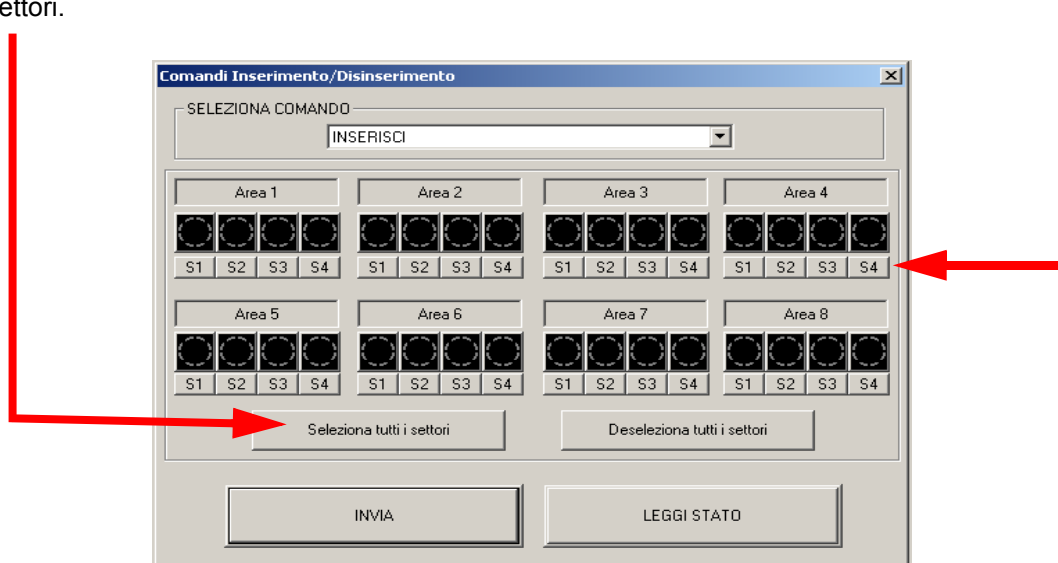 ettori.
Comandi Inserimento/Disinserimento
SELEZIONA COMANDO
INSERISCI
Area 1 Area 2 Area 3 Area 4
S1 S2 S3 S4 S1 S2 S3 S4 S1 S2 S3 S4 S1 S2 S3 S4
Area 5 Area 6 Area 7 Area 8
S1 S2 S3 S4 S1 S2 S3 S4 S1 S2 S3 S4 S1 S2 S3 S4
Seleziona tutti i settori Deseleziona tutti i settori
INVIA LEGGI STATO